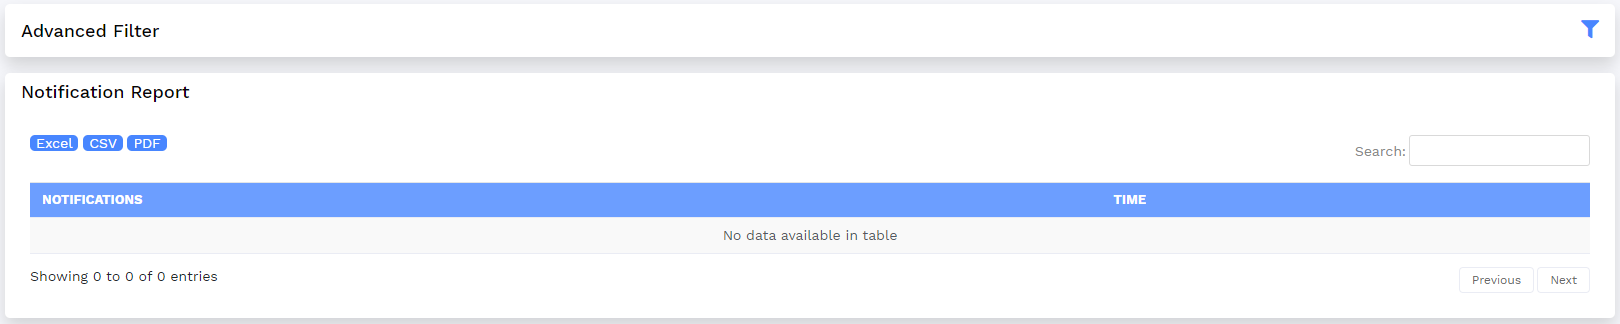 Advanced Filter
Notification Report
Excel CSV PDF
Search:
NOTIFICATIONS TIME
No data available in table
Showing 0 to 0 of 0 entries
Previous Next